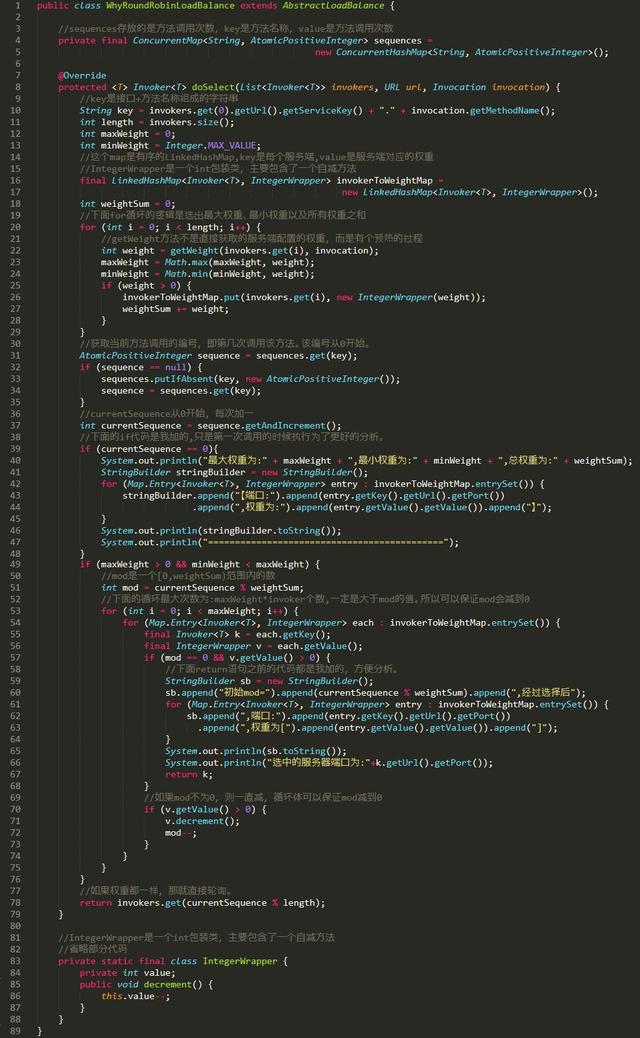 1 public class WhyRoundRobinLoadBalance extends AbstractLoadBalance {
2
3 //sequences存放的是方法调用次数, key是方法名称, value是方法调用次数
4 private final ConcurrentMap<String, AtomicPositiveInteger> sequences =
5 new ConcurrentHashMap<String, AtomicPositiveInteger>();
6
7 @Override
8 protected <T> Invoker<T> doSelect(List<Invoker<T>> invokers, URL url, Invocation invocation) {
9 //key是接口+方法名称组成的字符串
10 String key = invokers.get(0).getUrl().getServiceKey() + "." + invocation.getMethodName();
11 int length = invokers.size();
12 int maxWeight = 0;
13 int minWeight = Integer.MAX_VALUE;
14 //这个map是有序的LinkedHashMap,key是每个服务端,value是服务端对应的权重
15 //IntegerWrapper是一个int包装类, 主要包含了一个自减方法
16 final LinkedHashMap<Invoker<T>, IntegerWrapper> invokerToWeightMap =
17 new LinkedHashMap<Invoker<T>, IntegerWrapper>();
18 int weightSum = 0;
19 //下面for循环的逻辑是选出最大权重、最小权重以及所有权重之和
20 for (int i = 0; i < length; i++) {
21 //getWeight方法不是直接获取的服务端配置的权重, 而是有一个预热的过程
22 int weight = getWeight(invokers.get(i), invocation);
23 maxWeight = Math.max(maxWeight, weight);
24 minWeight = Math.min(minWeight, weight);
25 if (weight > 0) {
26 invokerToWeightMap.put(invokers.get(i), new IntegerWrapper(weight));
27 weightSum += weight;
28 }
29 }
30 //获取当前方法调用的编号, 即第几次调用该方法。该编号从0开始。
31 AtomicPositiveInteger sequence = sequences.get(key);
32 if (sequence == null) {
33 sequences.putIfAbsent(key, new AtomicPositiveInteger());
34 sequence = sequences.get(key);
35 }
36 //currentSequence从0开始, 每次加一
37 int currentSequence = sequence.getAndIncrement();
38 //下面的if代码是我加的,只是第一次调用的时候执行为了更好的分析。
39 if (currentSequence == 0){
40 System.out.println("最大权重为:" + maxWeight + ",最小权重为:" + minWeight + ",总权重为:" + weightSum);
41 StringBuilder stringBuilder = new StringBuilder();
42 for (Map.Entry<Invoker<T>, IntegerWrapper> entry : invokerToWeightMap.entrySet()) {
43 stringBuilder.append("【端口:").append(entry.getKey().getUrl().getPort())
44 .append(",权重为:").append(entry.getValue().getValue()).append("】");
45 }
46 System.out.println(stringBuilder.toString());
47 System.out.println("============================================");
48 }
49 if (maxWeight > 0 && minWeight < maxWeight) {
50 //mod是一个[0,weightSum)范围内的数
51 int mod = currentSequence % weightSum;
52 //下面的循环最大次数为:maxWeight*invoker个数,一定是大于mod的值。所以可以保证mod会减到0
53 for (int i = 0; i < maxWeight; i++) {
54 for (Map.Entry<Invoker<T>, IntegerWrapper> each : invokerToWeightMap.entrySet()) {
55 final Invoker<T> k = each.getKey();
56 final IntegerWrapper v = each.getValue();
57 if (mod == 0 && v.getValue() > 0) {
58 //下面return语句之前的代码都是我加的, 方便分析。
59 StringBuilder sb = new StringBuilder();
60 sb.append("初始mod=").append(currentSequence % weightSum).append(",经过选择后");
61 for (Map.Entry<Invoker<T>, IntegerWrapper> entry : invokerToWeightMap.entrySet()) {
62 sb.append(",端口:").append(entry.getKey().getUrl().getPort())
63 .append(",权重为[").append(entry.getValue().getValue()).append("]");
64 }
65 System.out.println(sb.toString());
66 System.out.println("选中的服务器端口为:"+k.getUrl().getPort());
67 return k;
68 }
69 //如果mod不为0, 则一直减, 循环体可以保证mod减到0
70 if (v.getValue() > 0) {
71 v.decrement();
72 mod--;
73 }
74 }
75 }
76 }
77 //如果权重都一样, 那就直接轮询。
78 return invokers.get(currentSequence % length);
79 }
80
81 //IntegerWrapper是一个int包装类, 主要包含了一个自减方法
82 //省略部分代码
83 private static final class IntegerWrapper {
84 private int value;
85 public void decrement() {
86 this.value--;
87 }
88 }
89 }